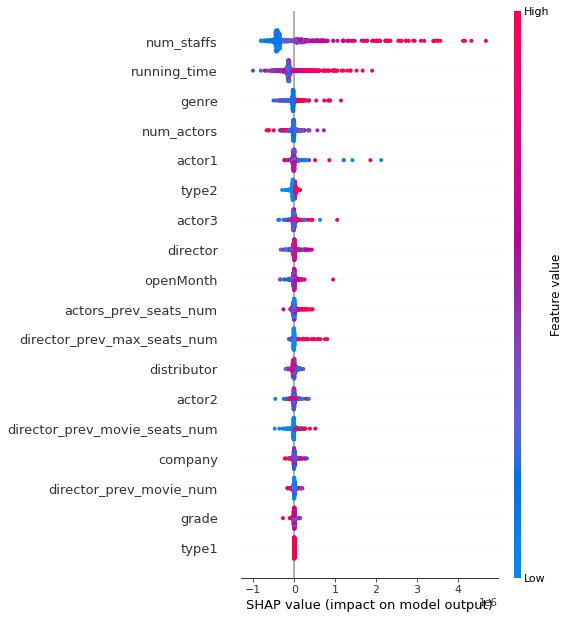 High
num_staffs
running_time
genre
num_actors
actor1
type2
actor3
director
openMonth
actors_prev_seats_num
director_prev_max_seats_num
distributor
actor2
director_prev_movie_seats_num
company
director_prev_movie_num
grade
type1
Feature value
Low
−1 0 1 2 3 4
1e6
SHAP value (impact on model output)